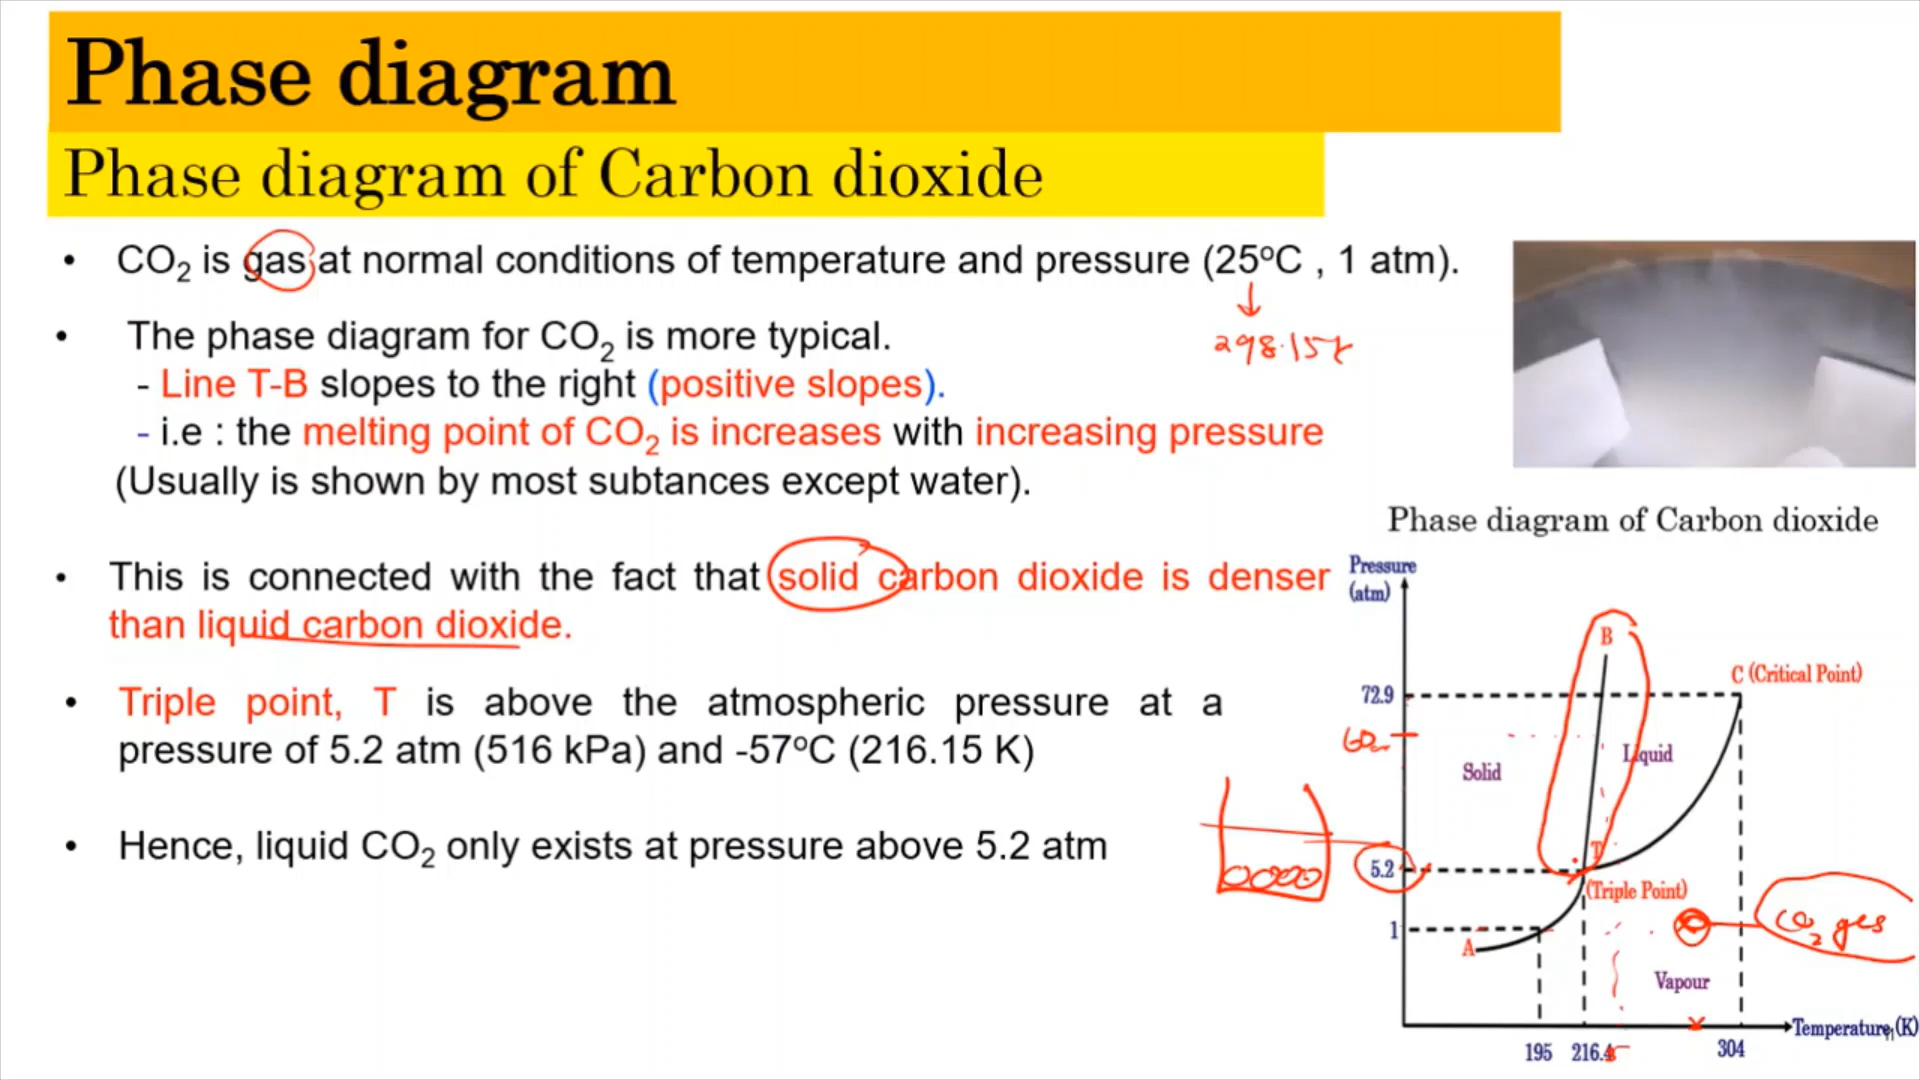 Phase diagram
Phase diagram of Carbon dioxide
• CO₂ is gas at normal conditions of temperature and pressure (25ºC , 1 atm).
298.15K
• The phase diagram for CO₂ is more typical.
- Line T-B slopes to the right (positive slopes).
- i.e : the melting point of CO₂ is increases with increasing pressure
(Usually is shown by most subtances except water).
• This is connected with the fact that solid carbon dioxide is denser
than liquid carbon dioxide.
• Triple point, T is above the atmospheric pressure at a
pressure of 5.2 atm (516 kPa) and -57ºC (216.15 K)
• Hence, liquid CO₂ only exists at pressure above 5.2 atm
Phase diagram of Carbon dioxide
Pressure
(atm)
B
C (Critical Point)
72.9
60
Solid
Liquid
T
5.2
(Triple Point)
CO₂ gas
1
A
Vapour
Temperature (K)
195 216.4 304